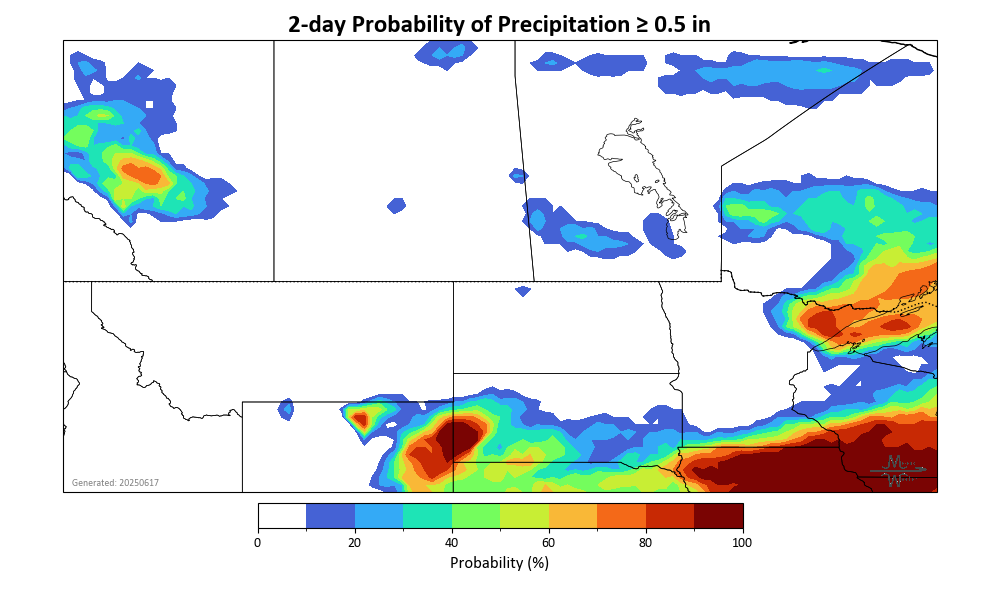 2-day Probability of Precipitation ≥ 0.5 in
Generated: 20250617
0 20 40 60 80 100
Probability (%)